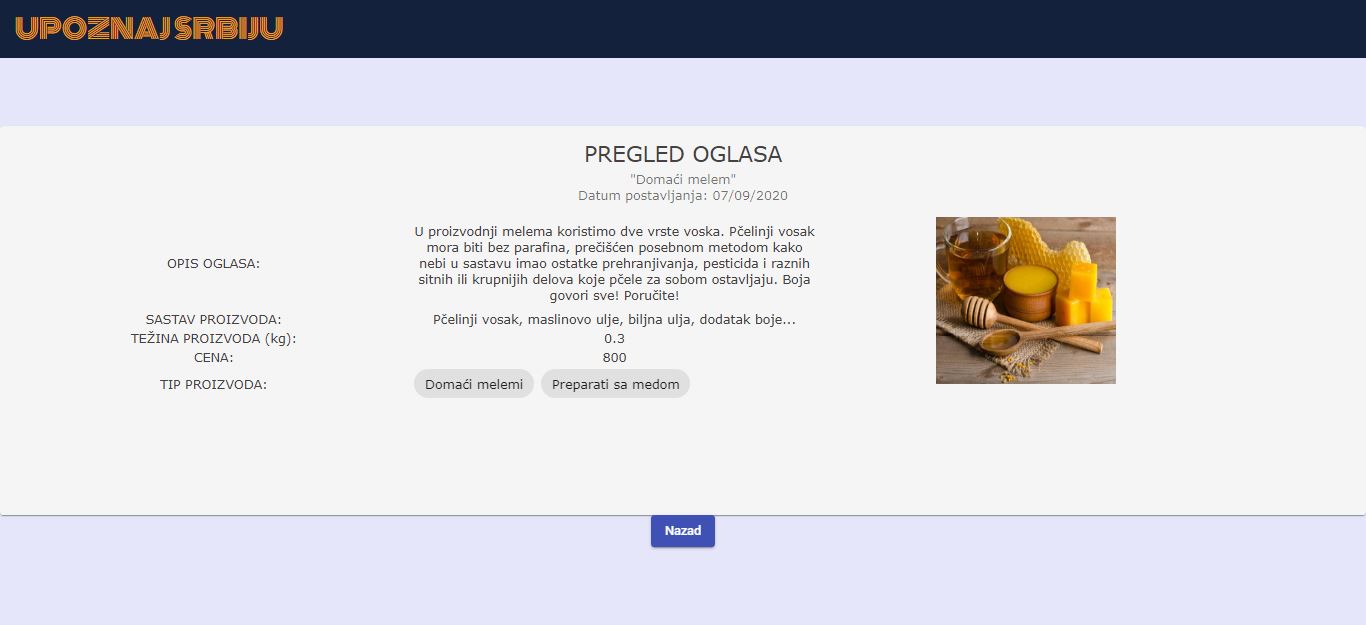 UPOZNAJ SRBIJU
PREGLED OGLASA
"Domaći melem"
Datum postavljanja: 07/09/2020
OPIS OGLASA:
U proizvodnji melema koristimo dve vrste voska. Pčelinji vosak
mora biti bez parafina, prečišćen posebnom metodom kako
nebi u sastavu imao ostatke prehranjivanja, pesticida i raznih
sitnih ili krupnijih delova koje pčele za sobom ostavljaju. Boja
govori sve! Poručite!
SASTAV PROIZVODA: Pčelinji vosak, maslinovo ulje, biljna ulja, dodatak boje...
TEŽINA PROIZVODA (kg): 0.3
CENA: 800
TIP PROIZVODA: Domaći melemi Preparati sa medom
Nazad